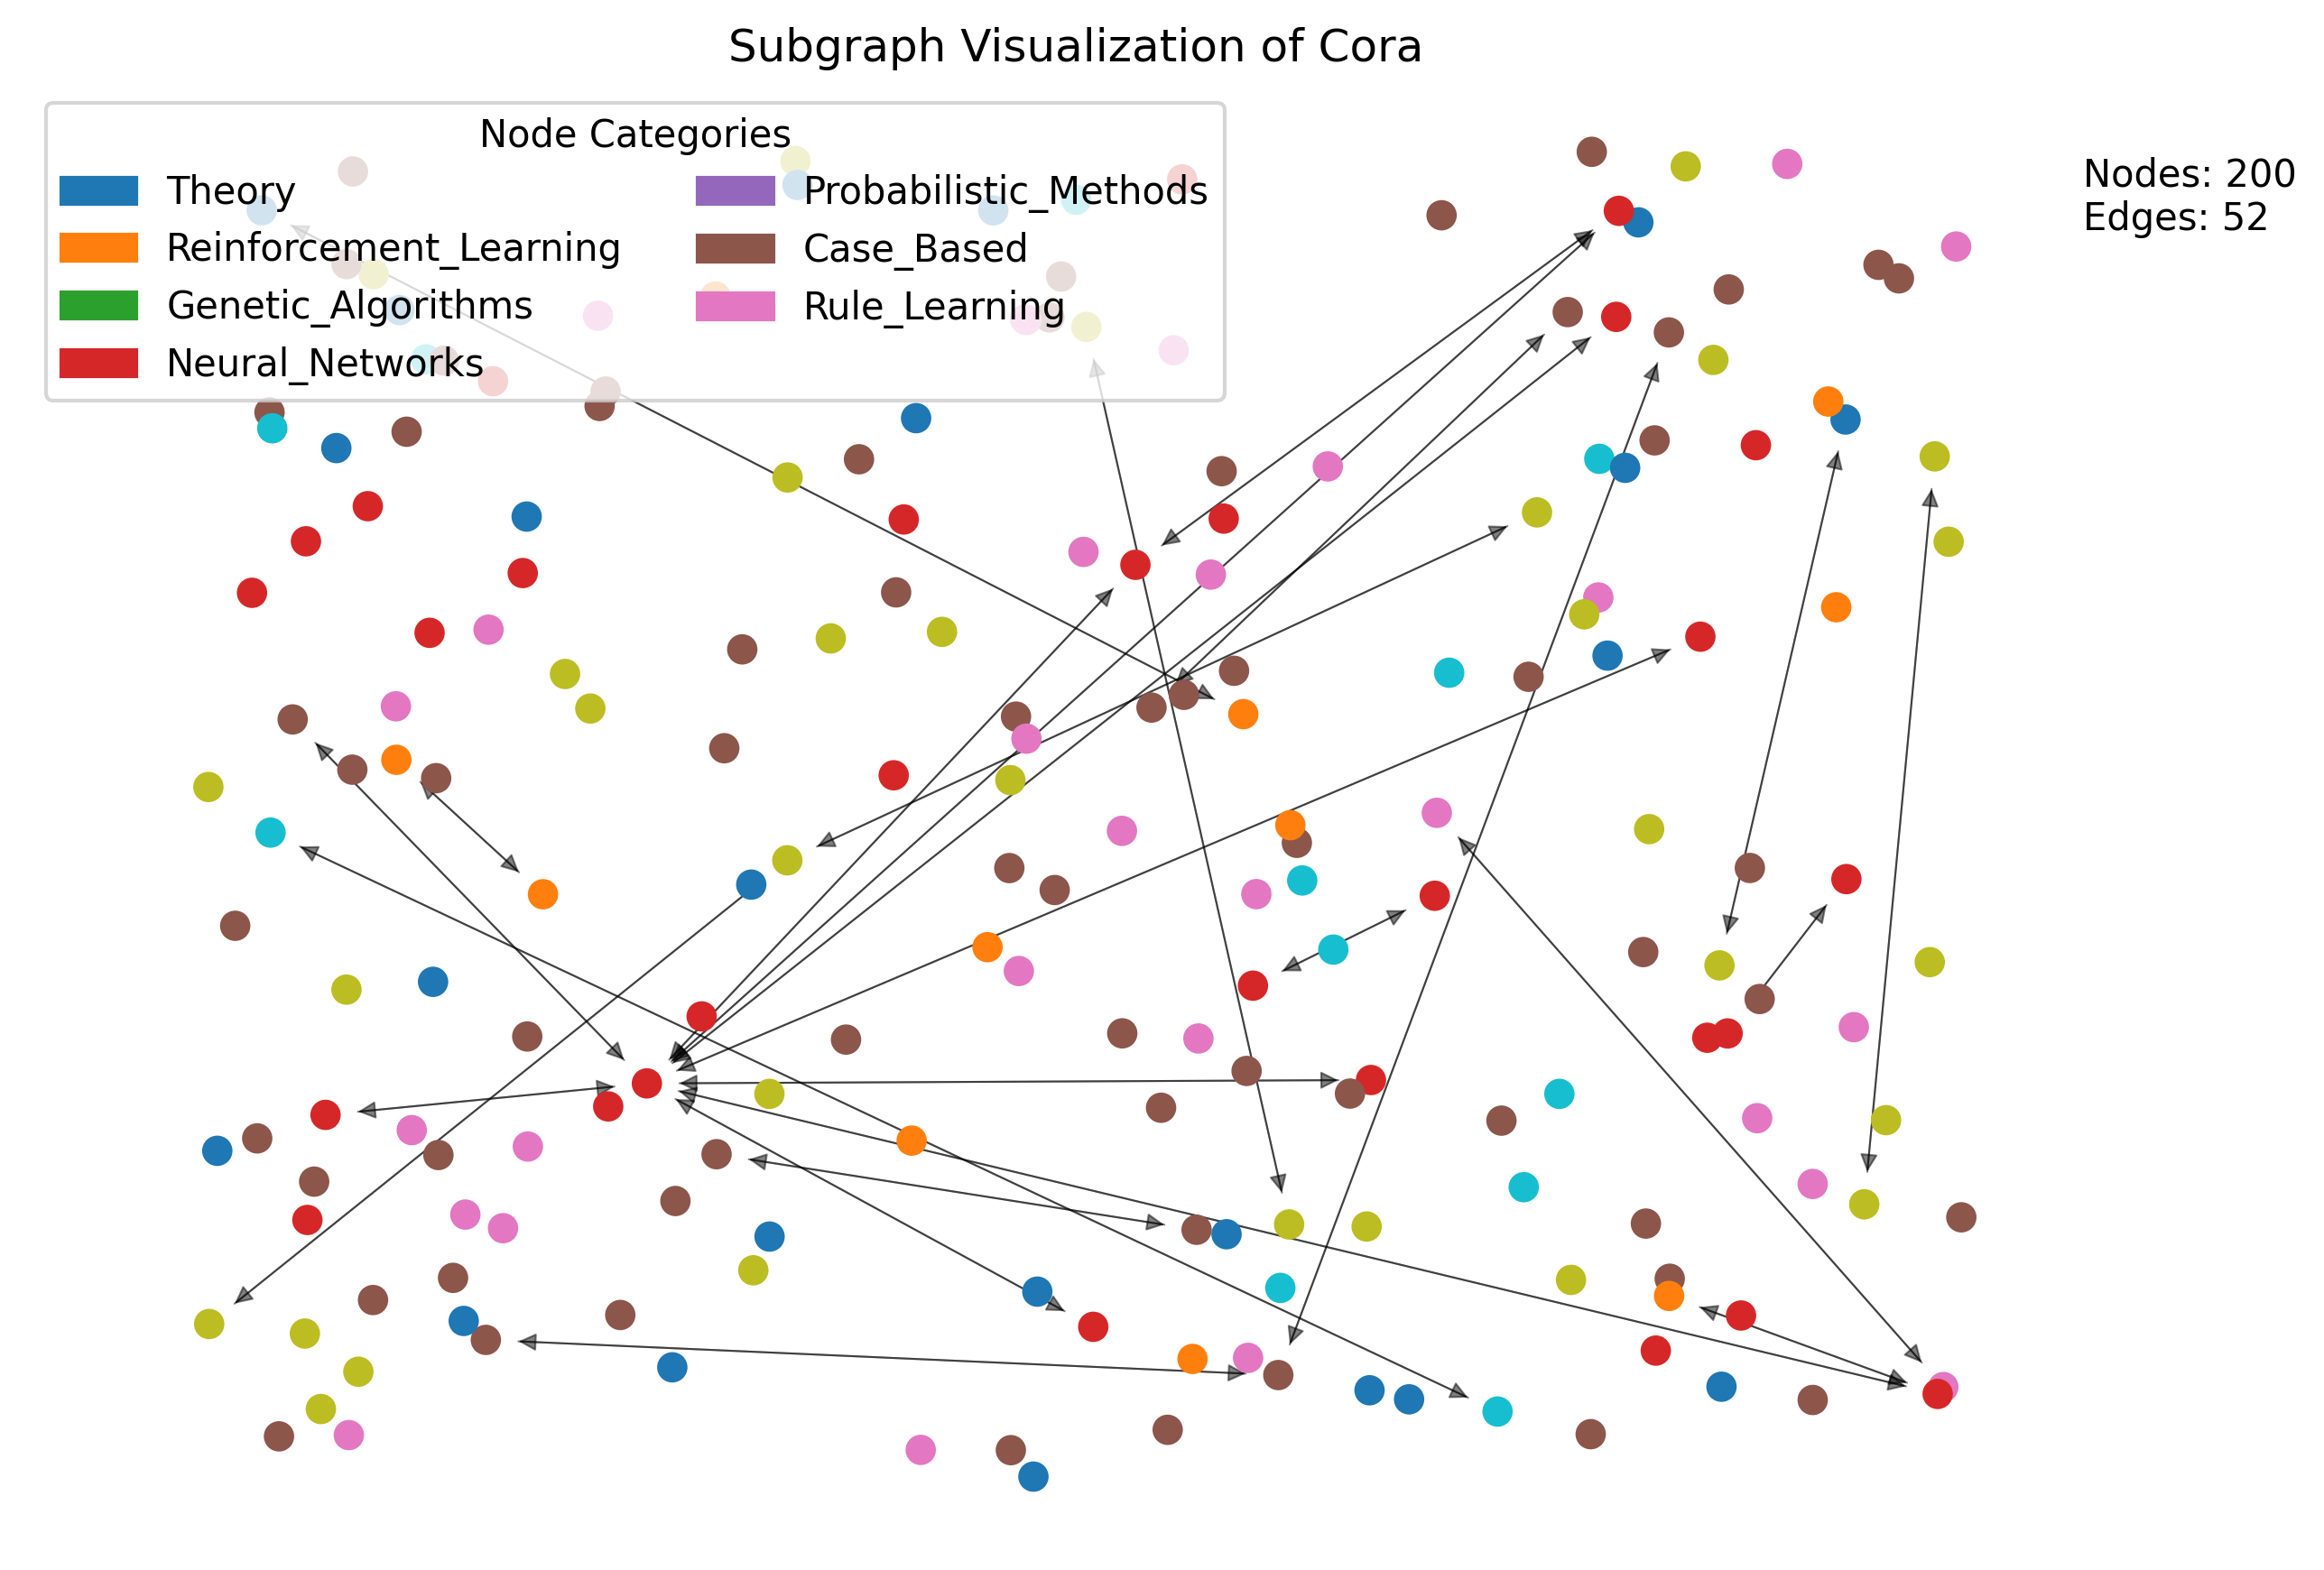 Subgraph Visualization of Cora
Node Categories
Theory
Reinforcement_Learning
Genetic_Algorithms
Neural_Networks
Probabilistic_Methods
Case_Based
Rule_Learning
Nodes: 200
Edges: 52